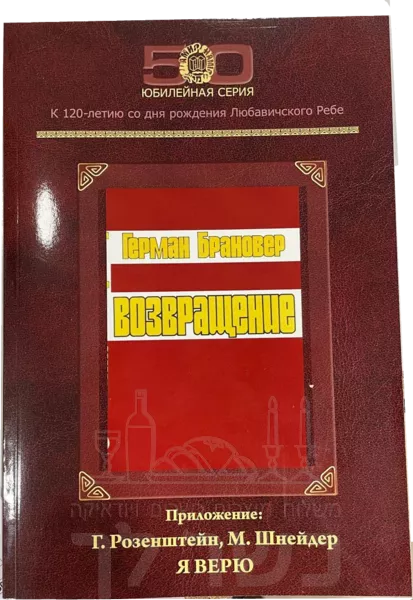 50
ЮБИЛЕЙНАЯ СЕРИЯ
К 120-летию со дня рождения Любавичского Ребе
Герман Брановер
возвращение
Приложение:
Г. Розенштейн, М. Шнейдер
Я ВЕРЮ